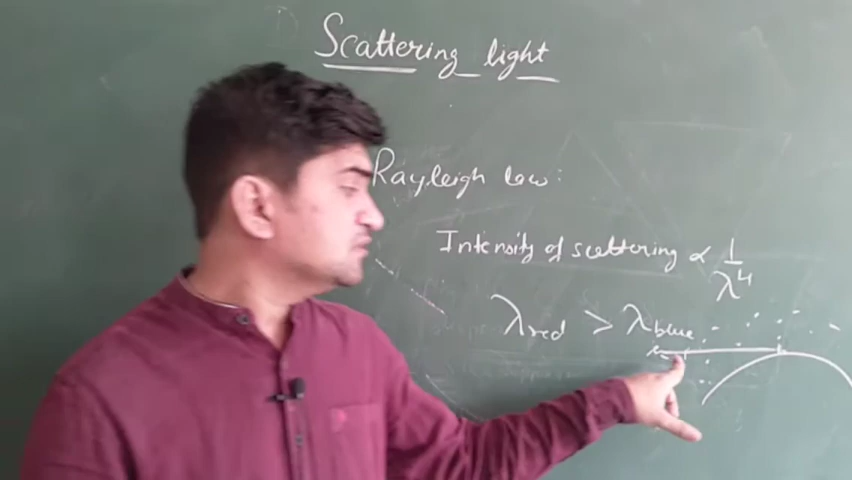 Scattering light
Rayleigh law:
Intensity of scattering ∝ 1/λ⁴
λred > λblue